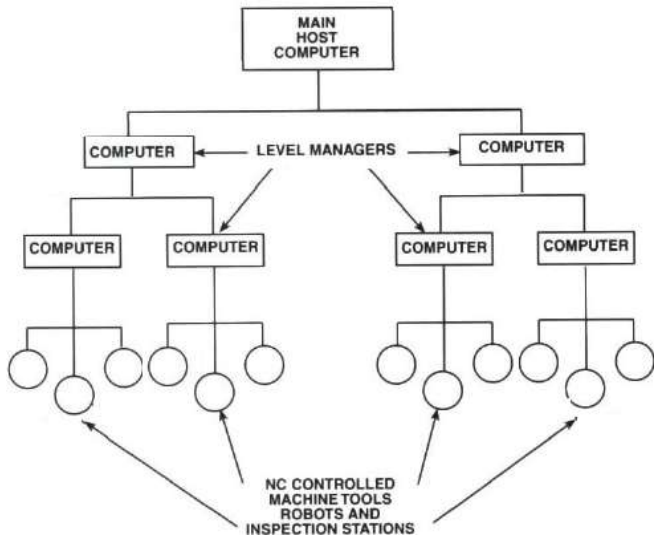 MAIN
HOST
COMPUTER
COMPUTER
LEVEL MANAGERS
COMPUTER
COMPUTER
COMPUTER
COMPUTER
COMPUTER
NC CONTROLLED
MACHINE TOOLS
ROBOTS AND
INSPECTION STATIONS